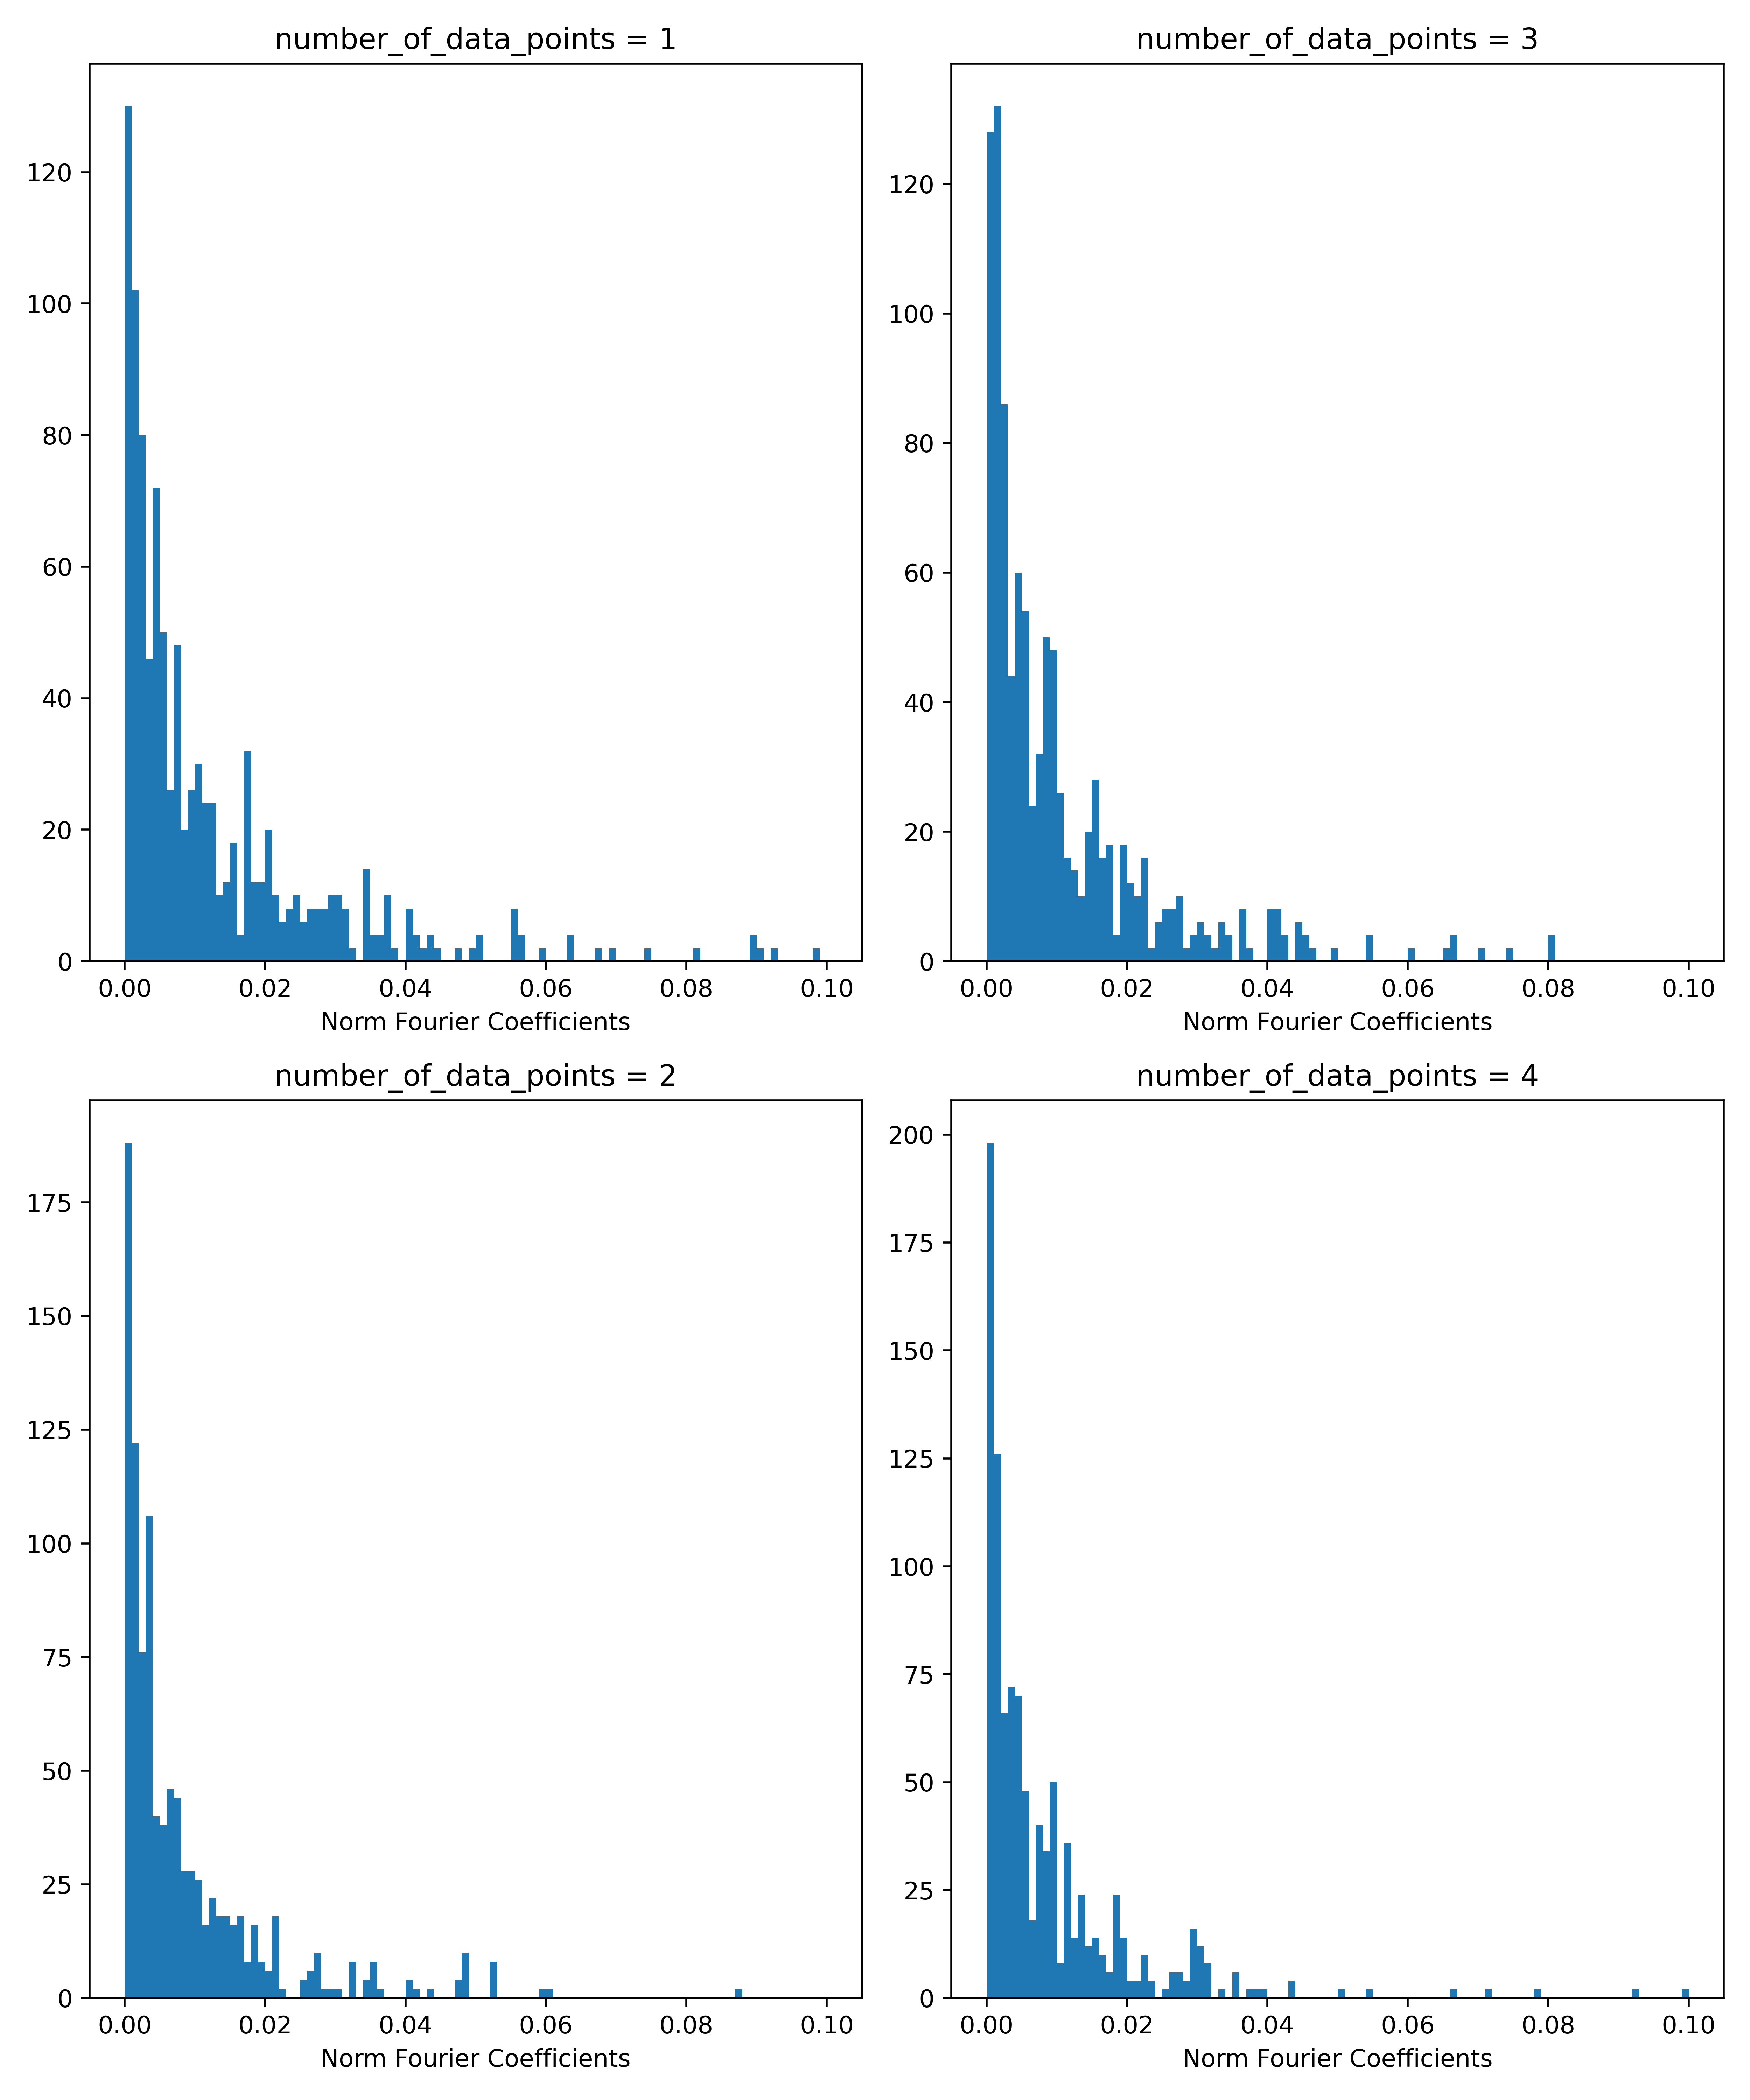 number_of_data_points = 1
120
100
80
60
40
20
0
0.00 0.02 0.04 0.06 0.08 0.10
Norm Fourier Coefficients
number_of_data_points = 3
120
100
80
60
40
20
0
0.00 0.02 0.04 0.06 0.08 0.10
Norm Fourier Coefficients
number_of_data_points = 2
175
150
125
100
75
50
25
0
0.00 0.02 0.04 0.06 0.08 0.10
Norm Fourier Coefficients
number_of_data_points = 4
200
175
150
125
100
75
50
25
0
0.00 0.02 0.04 0.06 0.08 0.10
Norm Fourier Coefficients